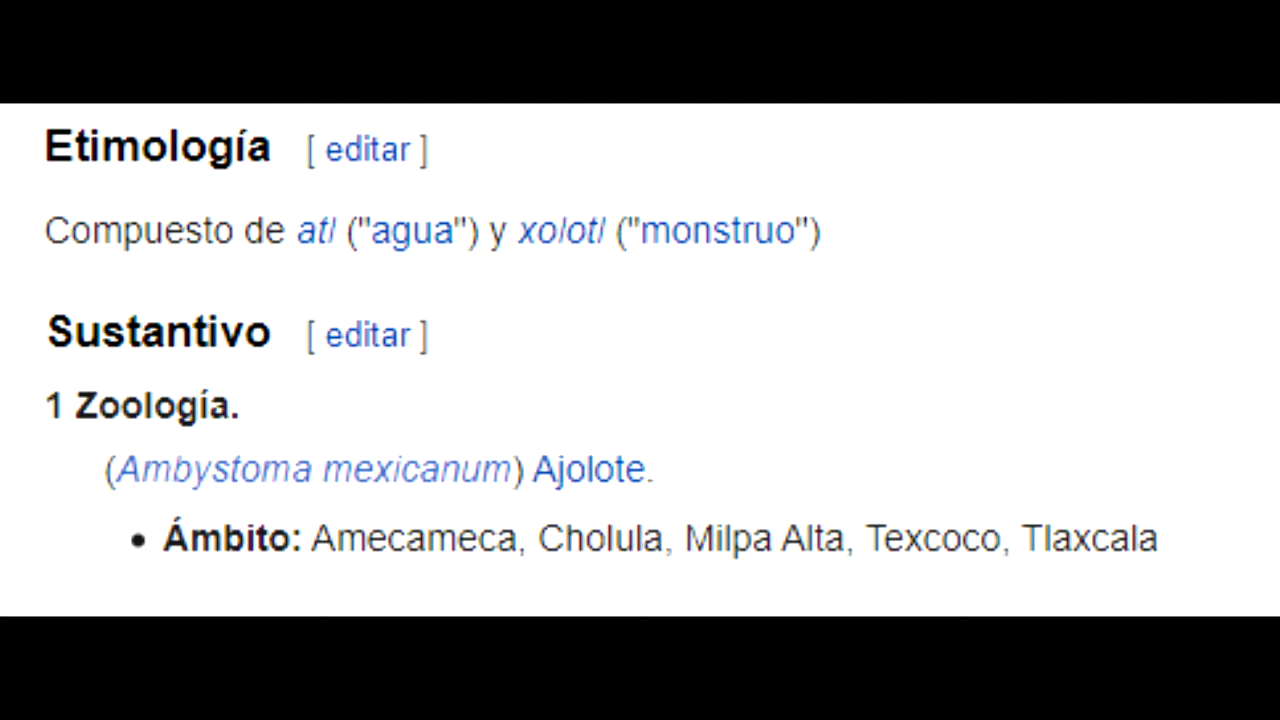 Etimología [ editar ]
Compuesto de atl ("agua") y xolotl ("monstruo")
Sustantivo [ editar ]
1 Zoología.
(Ambystoma mexicanum) Ajolote.
• Ámbito: Amecameca, Cholula, Milpa Alta, Texcoco, Tlaxcala